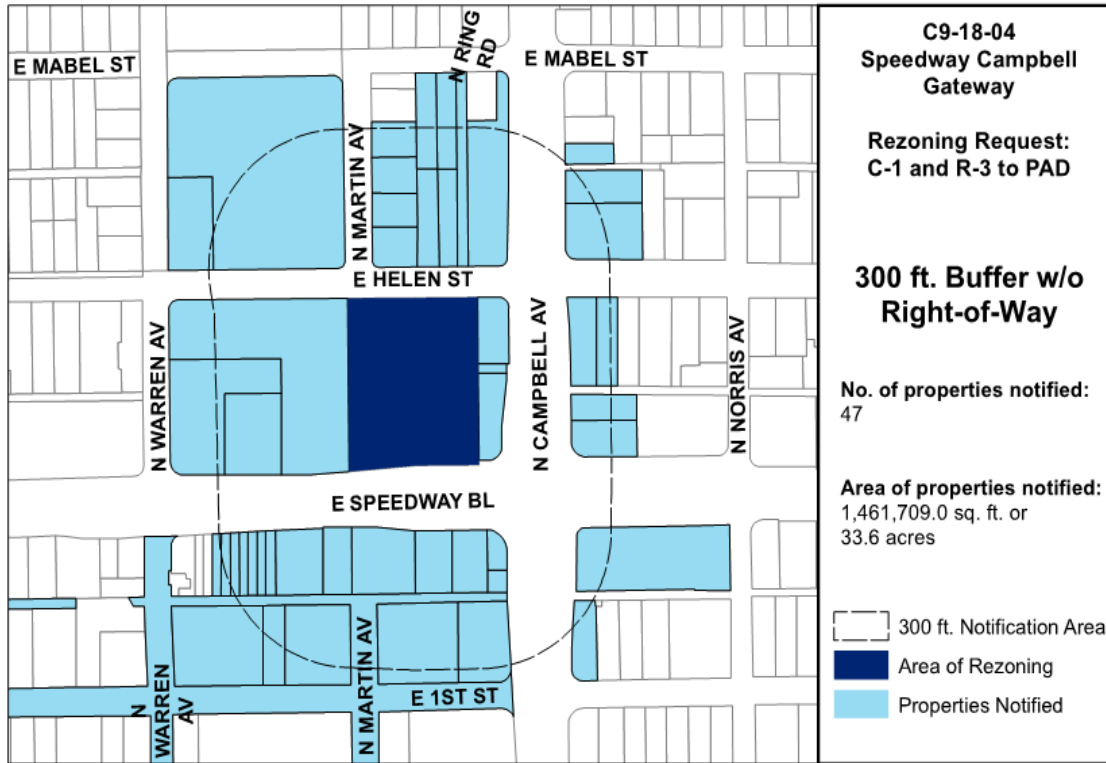 E MABEL ST
N RING
RD
E MABEL ST
N MARTIN AV
E HELEN ST
N WARREN AV
N CAMPBELL AV
N NORRIS AV
E SPEEDWAY BL
N
WARREN
AV
N MARTIN AV
E 1ST ST
C9-18-04
Speedway Campbell
Gateway
Rezoning Request:
C-1 and R-3 to PAD
300 ft. Buffer w/o
Right-of-Way
No. of properties notified:
47
Area of properties notified:
1,461,709.0 sq. ft. or
33.6 acres
300 ft. Notification Area
Area of Rezoning
Properties Notified